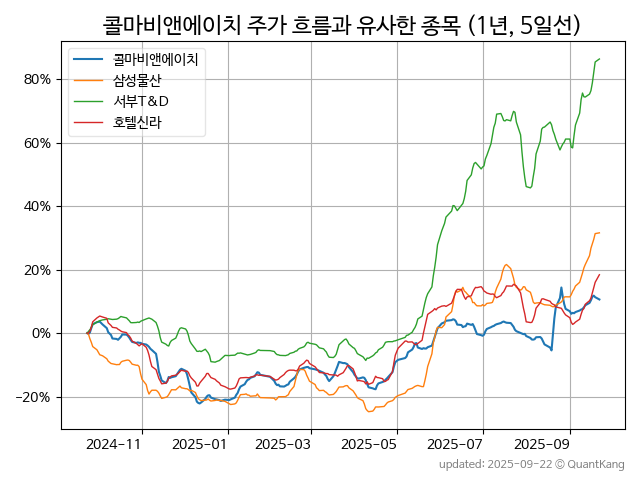 콜마비앤에이치 주가 흐름과 유사한 종목 (1년, 5일선)
콜마비앤에이치
삼성물산
서부T&D
호텔신라
80%
60%
40%
20%
0%
−20%
2024-11
2025-01
2025-03
2025-05
2025-07
2025-09
updated: 2025-09-22 © QuantKang